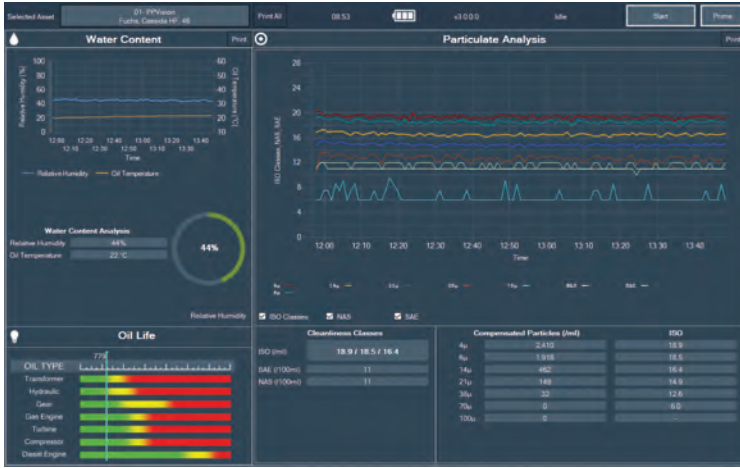 Selected Asset
01- PPVision
Fuchs, Cassida HF, 46
Print All
08:53
v3.0.0.0
Idle
Start
Prime
Water Content
Print
Particulate Analysis
Print
Relative Humidity [%]
100
80
60
40
20
0
60
50
40
30
20
10
Oil Temperature [°C]
12:00 12:20 12:40 13:00 13:20 13:40
12:10 12:30 12:50 13:10 13:30
Time
Relative Humidity
Oil Temperature
Water Content Analysis
Relative Humidity 44%
Oil Temperature 22 °C
44%
Relative Humidity
ISO Classes, NAS, SAE
28
24
20
16
12
8
4
0
12:00 12:10 12:20 12:30 12:40 12:50 13:00 13:10 13:20 13:30 13:40
Time
4µ
14µ
NAS
SAE
ISO Classes
NAS
SAE
Oil Life
OIL TYPE
Transformer
Hydraulic
Gear
Gas Engine
Turbine
Compressor
Diesel Engine
Cleanliness Classes
ISO (/ml) 18.9 / 18.5 / 16.4
SAE (/100ml) 11
NAS (/100ml) 11
Compensated Particles (/ml) ISO
4µ 2,410 18.9
6µ 1,918 18.5
14µ 462 16.4
21µ 149 14.9
38µ 32 12.6
70µ 0 6.0
100µ 0 -